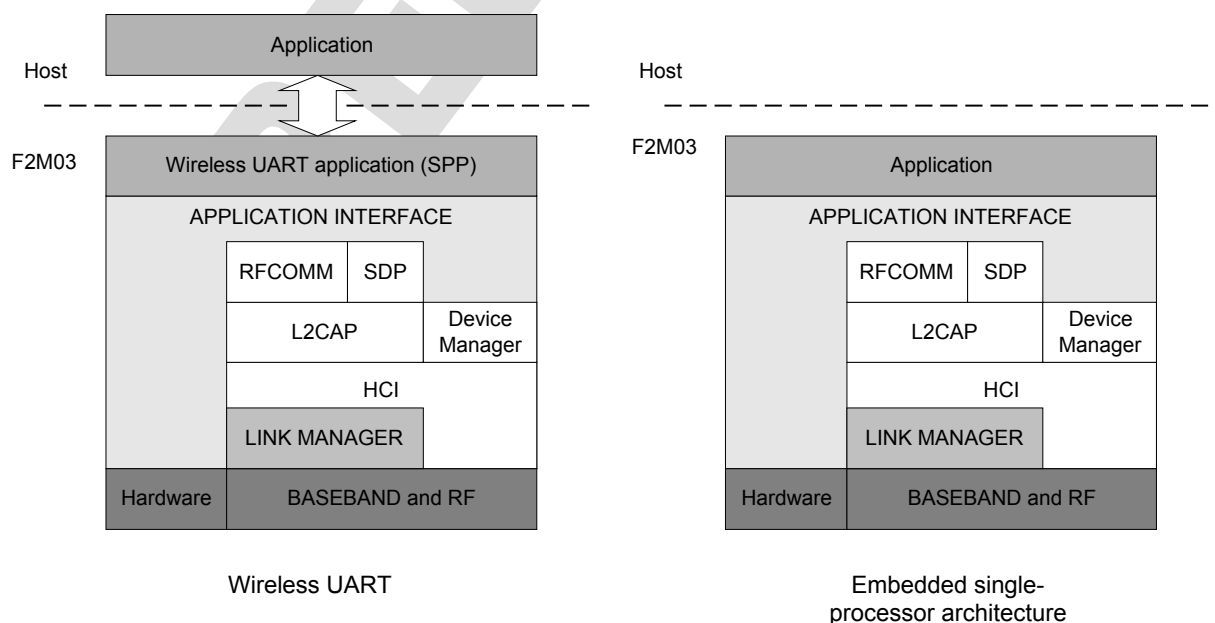 Application
Host
F2M03
Wireless UART application (SPP)
APPLICATION INTERFACE
RFCOMM
SDP
L2CAP
Device
Manager
HCI
LINK MANAGER
Hardware
BASEBAND and RF
Wireless UART
Host
F2M03
Application
APPLICATION INTERFACE
RFCOMM
SDP
L2CAP
Device
Manager
HCI
LINK MANAGER
Hardware
BASEBAND and RF
Embedded single-
processor architecture